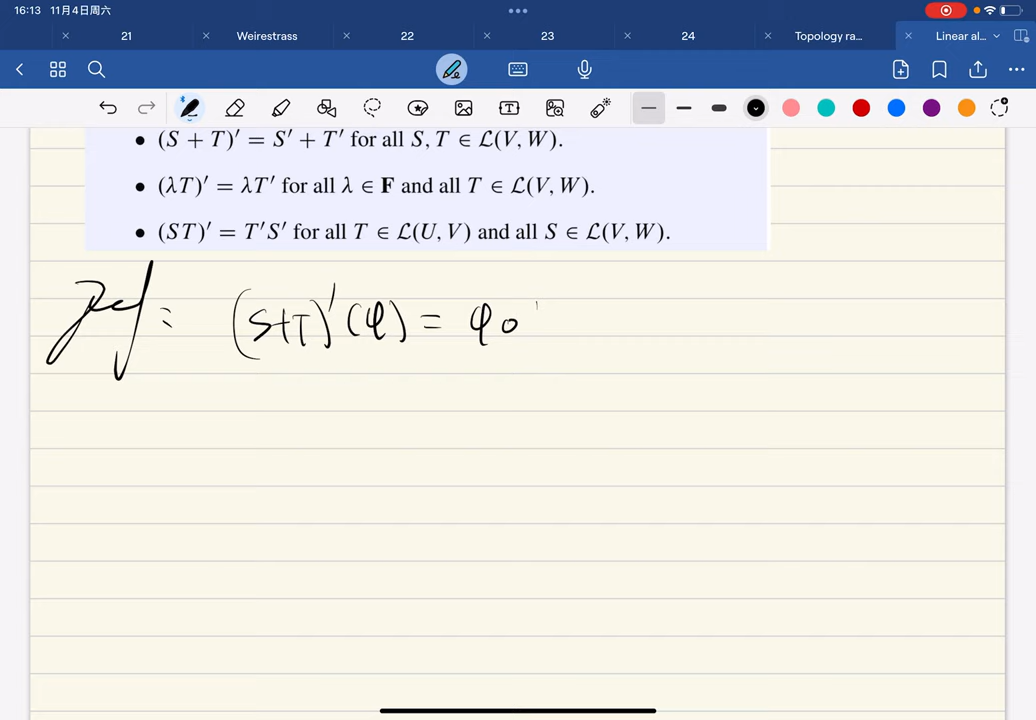 16:13 11月4日周六
21 Weirestrass 22 23 24 Topology ra... Linear al...
• (S + T)′ = S′ + T′ for all S, T ∈ ℒ(V, W).
• (λT)′ = λT′ for all λ ∈ F and all T ∈ ℒ(V, W).
• (ST)′ = T′S′ for all T ∈ ℒ(U, V) and all S ∈ ℒ(V, W).
(S+T)′(φ) = φ∘